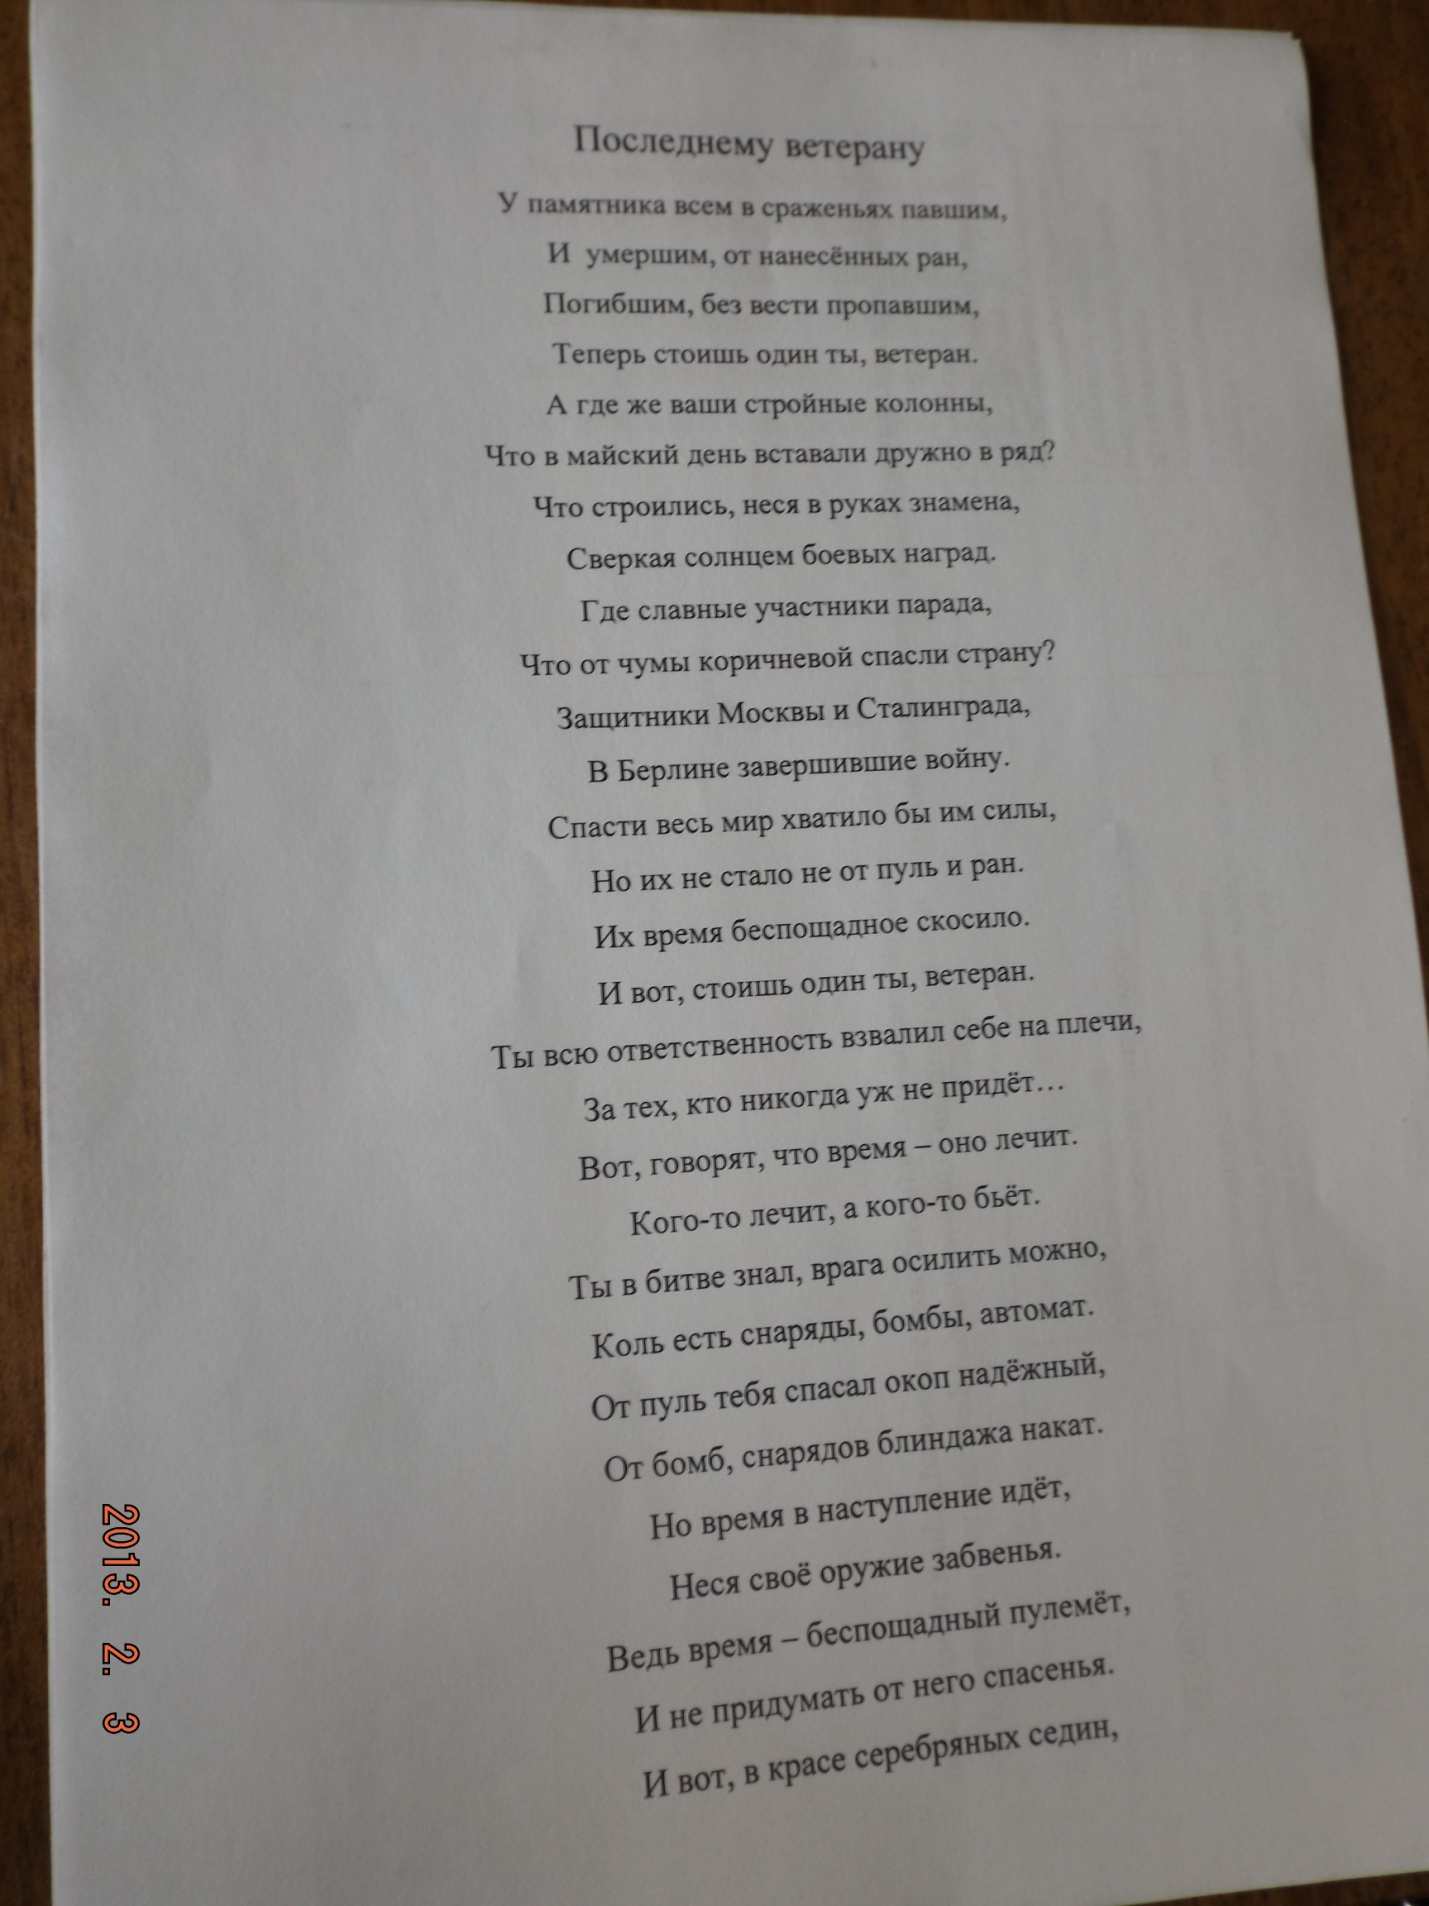 Последнему ветерану
У памятника всем в сраженьях павшим,
И умершим, от нанесённых ран,
Погибшим, без вести пропавшим,
Теперь стоишь один ты, ветеран.
А где же ваши стройные колонны,
Что в майский день вставали дружно в ряд?
Что строились, неся в руках знамена,
Сверкая солнцем боевых наград.
Где славные участники парада,
Что от чумы коричневой спасли страну?
Защитники Москвы и Сталинграда,
В Берлине завершившие войну.
Спасти весь мир хватило бы им силы,
Но их не стало не от пуль и ран.
Их время беспощадное скосило.
И вот, стоишь один ты, ветеран.
Ты всю ответственность взвалил себе на плечи,
За тех, кто никогда уж не придёт…
Вот, говорят, что время – оно лечит.
Кого-то лечит, а кого-то бьёт.
Ты в битве знал, врага осилить можно,
Коль есть снаряды, бомбы, автомат.
От пуль тебя спасал окоп надёжный,
От бомб, снарядов блиндажа накат.
Но время в наступление идёт,
Неся своё оружие забвенья.
Ведь время – беспощадный пулемёт,
И не придумать от него спасенья.
И вот, в красе серебряных седин,
2013. 2. 3